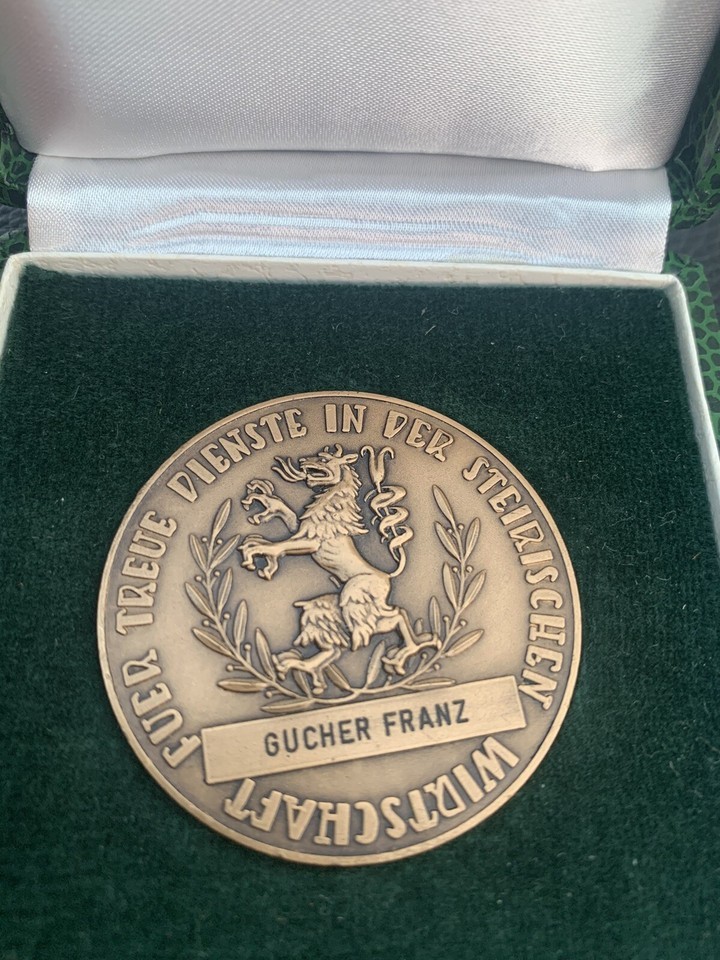 FUER TREUE DIENSTE IN DER STEIRISCHEN WIRTSCHAFT
GUCHER FRANZ